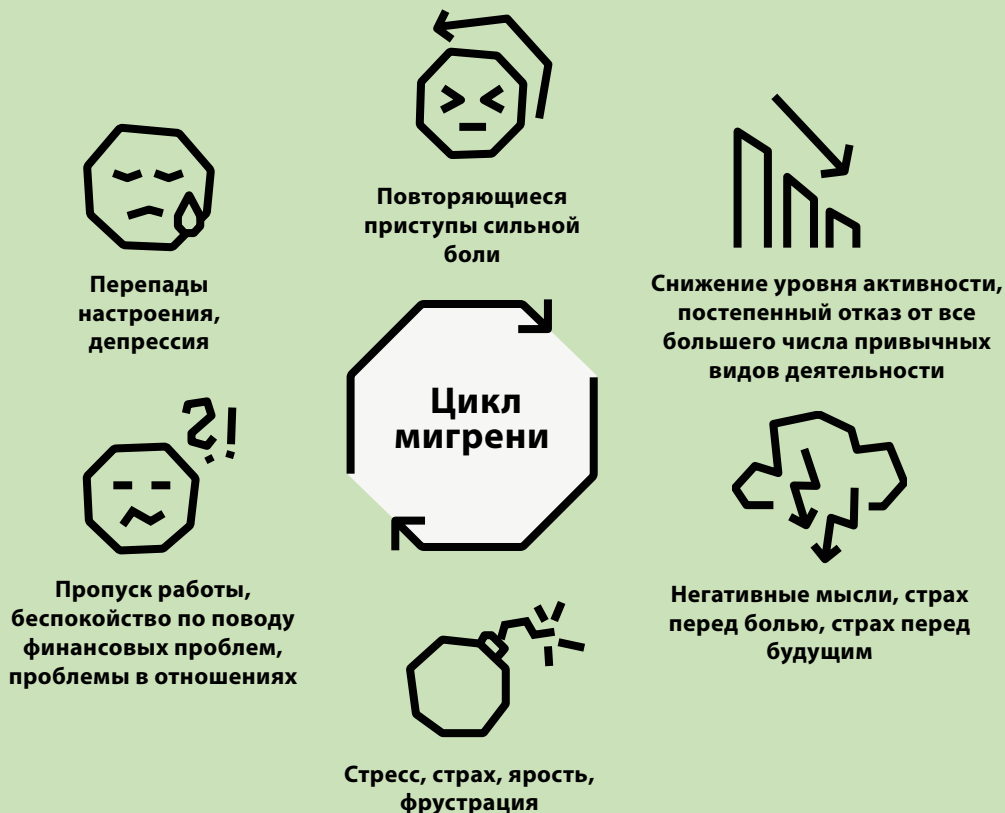 Повторяющиеся
приступы сильной
боли
Снижение уровня активности,
постепенный отказ от все
большего числа привычных
видов деятельности
Негативные мысли, страх
перед болью, страх перед
будущим
Стресс, страх, ярость,
фрустрация
Пропуск работы,
беспокойство по поводу
финансовых проблем,
проблемы в отношениях
Перепады
настроения,
депрессия
Цикл
мигрени
?!